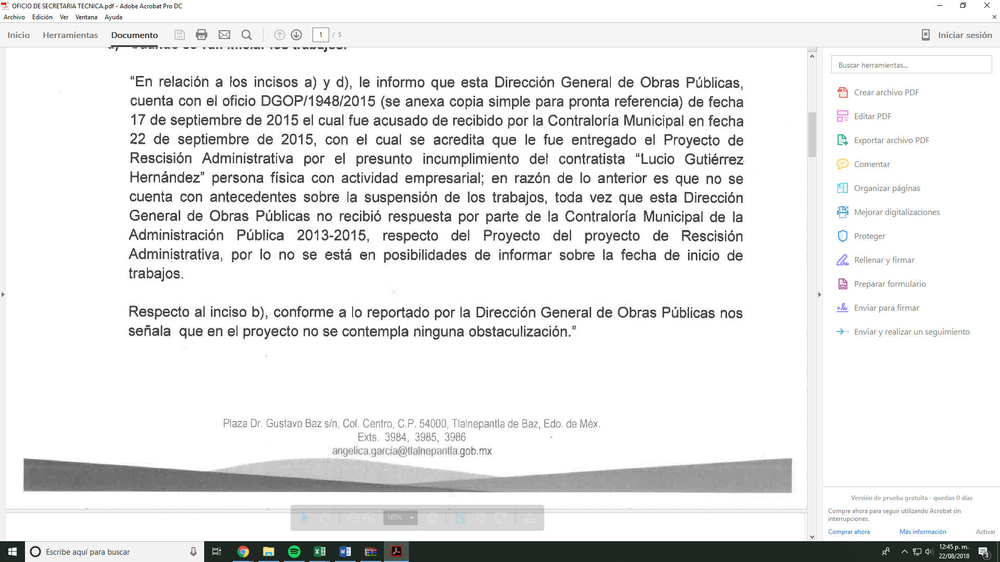 OFICIO DE SECRETARIA TECNICA.pdf - Adobe Acrobat Pro DC
Archivo Edición Ver Ventana Ayuda
Inicio Herramientas Documento 1 / 5 Iniciar sesión
“En relación a los incisos a) y d), le informo que esta Dirección General de Obras Públicas,
cuenta con el oficio DGOP/1948/2015 (se anexa copia simple para pronta referencia) de fecha
17 de septiembre de 2015 el cual fue acusado de recibido por la Contraloría Municipal en fecha
22 de septiembre de 2015, con el cual se acredita que le fue entregado el Proyecto de
Rescisión Administrativa por el presunto incumplimiento del contratista “Lucio Gutiérrez
Hernández” persona física con actividad empresarial; en razón de lo anterior es que no se
cuenta con antecedentes sobre la suspensión de los trabajos, toda vez que esta Dirección
General de Obras Públicas no recibió respuesta por parte de la Contraloría Municipal de la
Administración Pública 2013-2015, respecto del Proyecto del proyecto de Rescisión
Administrativa, por lo no se está en posibilidades de informar sobre la fecha de inicio de
trabajos.
Respecto al inciso b), conforme a lo reportado por la Dirección General de Obras Públicas nos
señala que en el proyecto no se contempla ninguna obstaculización.”
Plaza Dr. Gustavo Baz s/n, Col. Centro, C.P. 54000, Tlalnepantla de Baz, Edo. de Méx.
Exts. 3984, 3985, 3986
angelica.garcia@tlalnepantla.gob.mx
165%
Buscar herramientas...
Crear archivo PDF
Editar PDF
Exportar archivo PDF
Comentar
Organizar páginas
Mejorar digitalizaciones
Proteger
Rellenar y firmar
Preparar formulario
Enviar para firmar
Enviar y realizar un seguimiento
Versión de prueba gratuita - quedan 0 días
Compre ahora para seguir utilizando Acrobat sin
interrupciones.
Comprar ahora Más información Activar
Escribe aquí para buscar
12:45 p. m.
22/08/2018
3